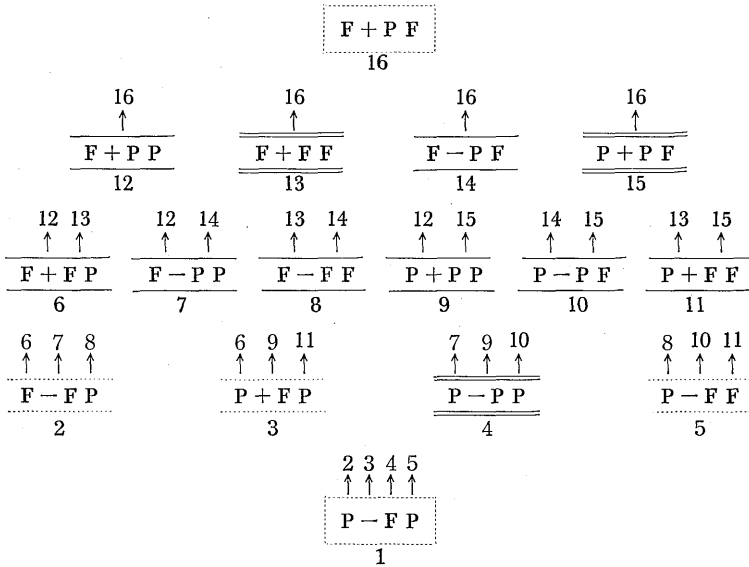 F + P F
16
16 16 16 16
F + P P F + F F F − P F P + P F
12 13 14 15
12 13 12 14 13 14 12 15 14 15 13 15
F + F P F − P P F − F F P + P P P − P F P + F F
6 7 8 9 10 11
6 7 8 6 9 11 7 9 10 8 10 11
F − F P P + F P P − P P P − F F
2 3 4 5
2 3 4 5
P − F P
1